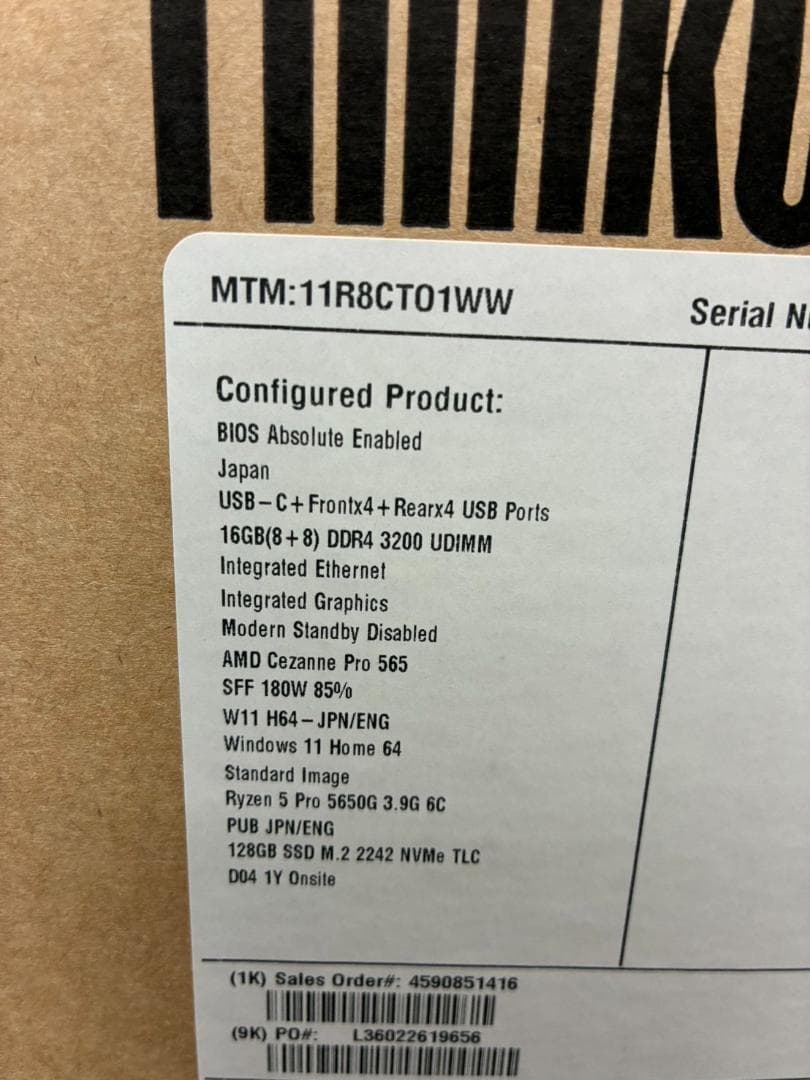 MTM:11R8CTO1WW
Serial
Configured Product:
BIOS Absolute Enabled
Japan
USB-C+Frontx4+Rearx4 USB Ports
16GB(8+8) DDR4 3200 UDIMM
Integrated Ethernet
Integrated Graphics
Modern Standby Disabled
AMD Cezanne Pro 565
SFF 180W 85%
W11 H64-JPN/ENG
Windows 11 Home 64
Standard Image
Ryzen 5 Pro 5650G 3.9G 6C
PUB JPN/ENG
128GB SSD M.2 2242 NVMe TLC
D04 1Y Onsite
(1K) Sales Order#: 4590851416
(9K) PO#: L36022619656